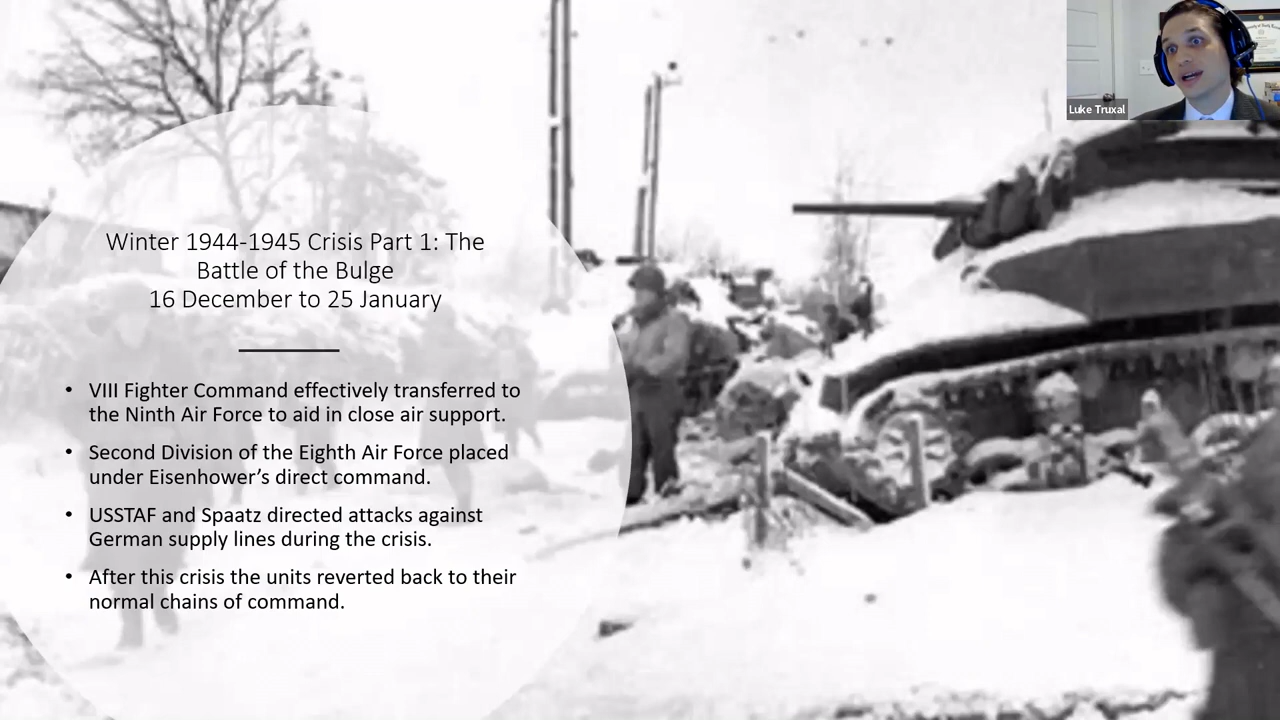 Luke Truxal
Winter 1944-1945 Crisis Part 1: The
Battle of the Bulge
16 December to 25 January
• VIII Fighter Command effectively transferred to
the Ninth Air Force to aid in close air support.
• Second Division of the Eighth Air Force placed
under Eisenhower’s direct command.
• USSTAF and Spaatz directed attacks against
German supply lines during the crisis.
• After this crisis the units reverted back to their
normal chains of command.